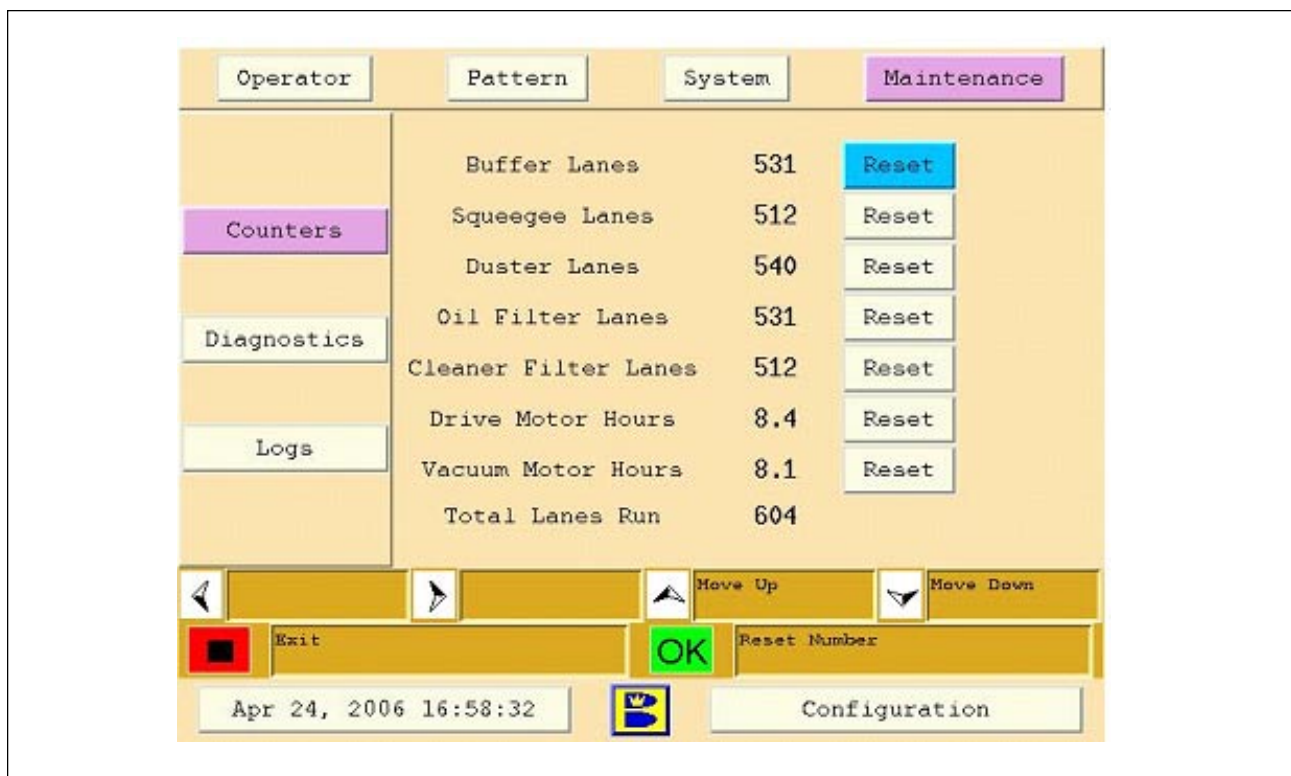 Operator Pattern System Maintenance
Counters
Diagnostics
Logs
Buffer Lanes 531 Reset
Squeegee Lanes 512 Reset
Duster Lanes 540 Reset
Oil Filter Lanes 531 Reset
Cleaner Filter Lanes 512 Reset
Drive Motor Hours 8.4 Reset
Vacuum Motor Hours 8.1 Reset
Total Lanes Run 604
Move Up Move Down
Exit OK Reset Number
Apr 24, 2006 16:58:32 Configuration